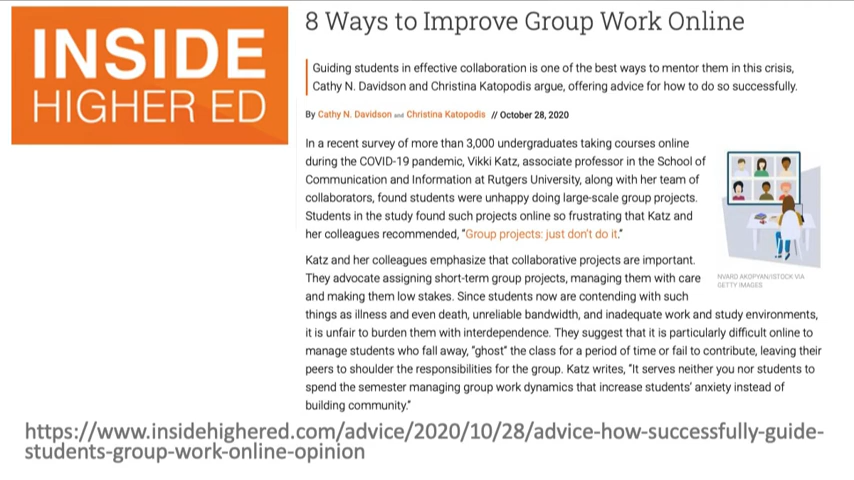 INSIDE
HIGHER ED
8 Ways to Improve Group Work Online
Guiding students in effective collaboration is one of the best ways to mentor them in this crisis,
Cathy N. Davidson and Christina Katopodis argue, offering advice for how to do so successfully.
By Cathy N. Davidson and Christina Katopodis // October 28, 2020
In a recent survey of more than 3,000 undergraduates taking courses online
during the COVID-19 pandemic, Vikki Katz, associate professor in the School of
Communication and Information at Rutgers University, along with her team of
collaborators, found students were unhappy doing large-scale group projects.
Students in the study found such projects online so frustrating that Katz and
her colleagues recommended, "Group projects: just don't do it."
NVARD AKOPYAN/ISTOCK VIA
GETTY IMAGES
Katz and her colleagues emphasize that collaborative projects are important.
They advocate assigning short-term group projects, managing them with care
and making them low stakes. Since students now are contending with such
things as illness and even death, unreliable bandwidth, and inadequate work and study environments,
it is unfair to burden them with interdependence. They suggest that it is particularly difficult online to
manage students who fall away, "ghost" the class for a period of time or fail to contribute, leaving their
peers to shoulder the responsibilities for the group. Katz writes, "It serves neither you nor students to
spend the semester managing group work dynamics that increase students' anxiety instead of
building community."
https://www.insidehighered.com/advice/2020/10/28/advice-how-successfully-guide-
students-group-work-online-opinion